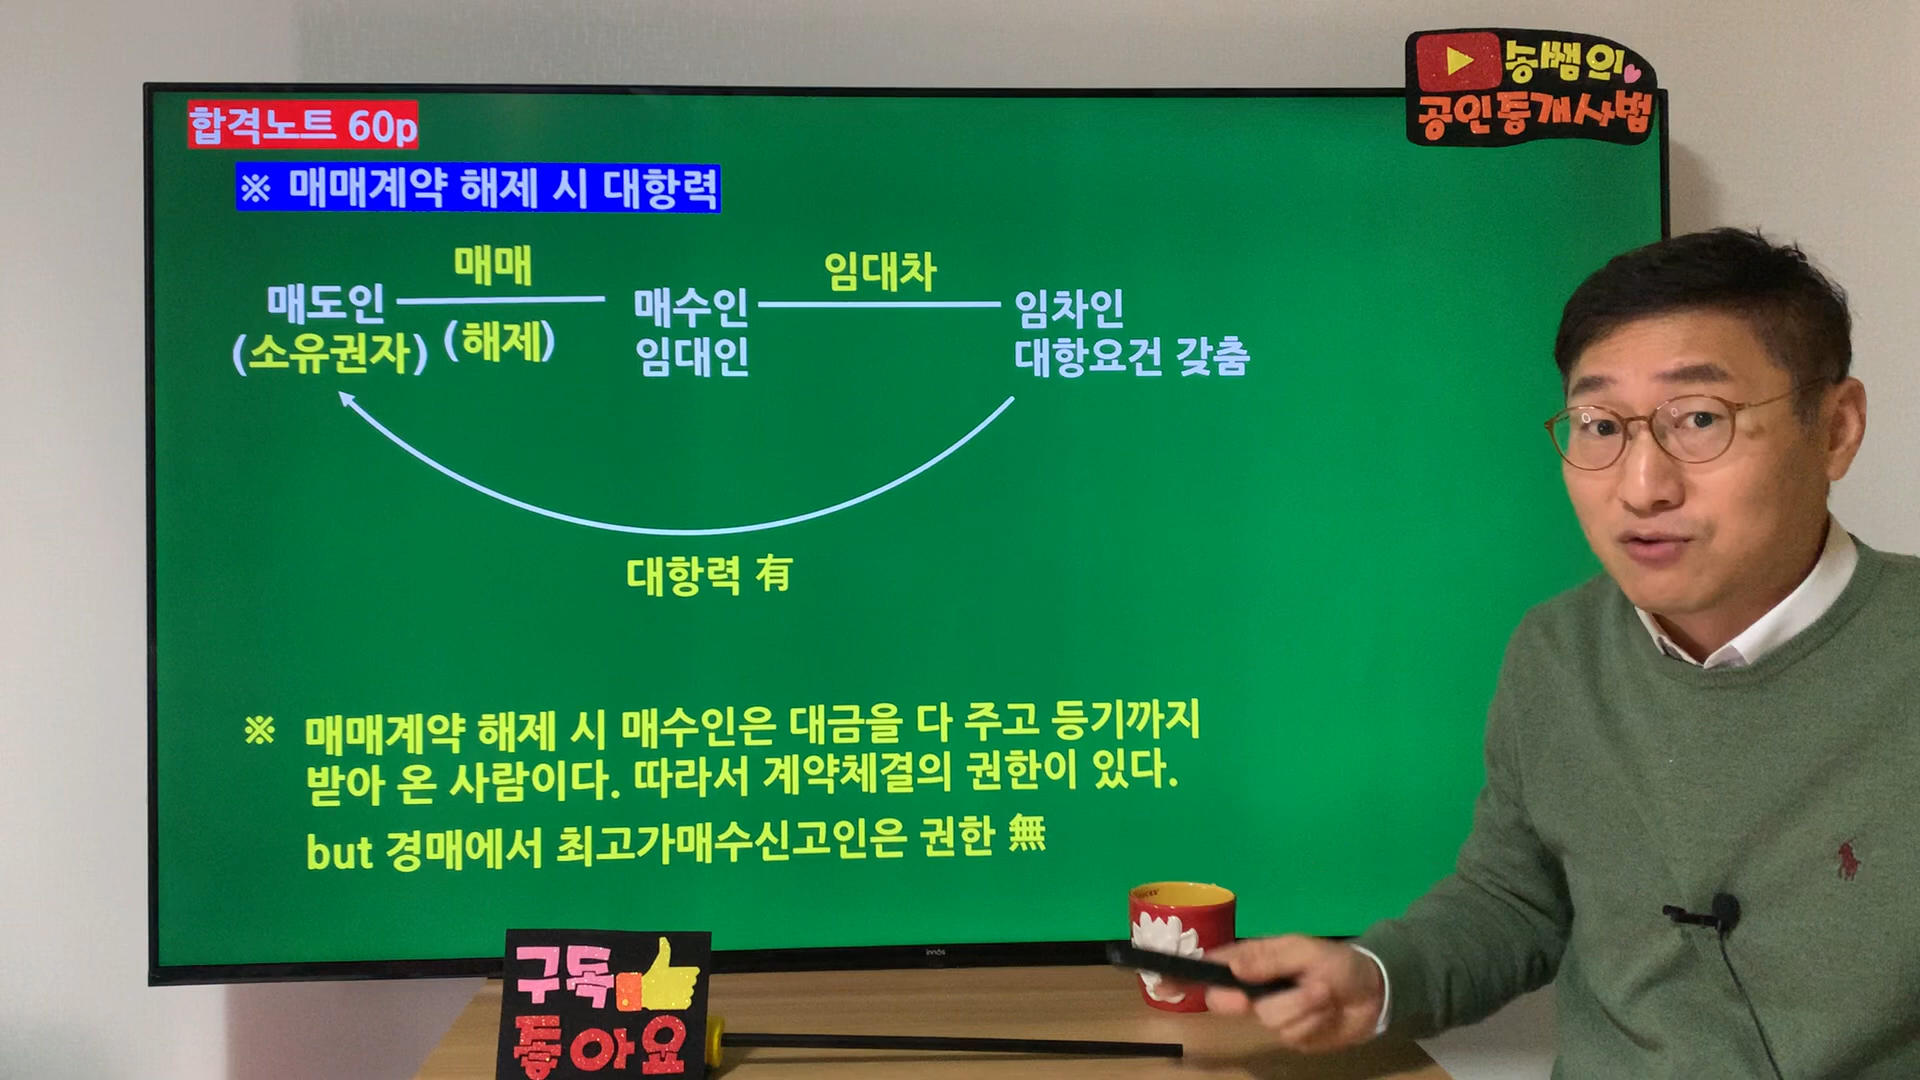 송쌤의
공인중개사법
합격노트 60p
※ 매매계약 해제 시 대항력
매매
임대차
매도인
매수인
임차인
(소유권자)
(해제)
임대인
대항요건 갖춤
대항력 有
※ 매매계약 해제 시 매수인은 대금을 다 주고 등기까지
받아 온 사람이다. 따라서 계약체결의 권한이 있다.
but 경매에서 최고가매수신고인은 권한 無
innos
구독
좋아요